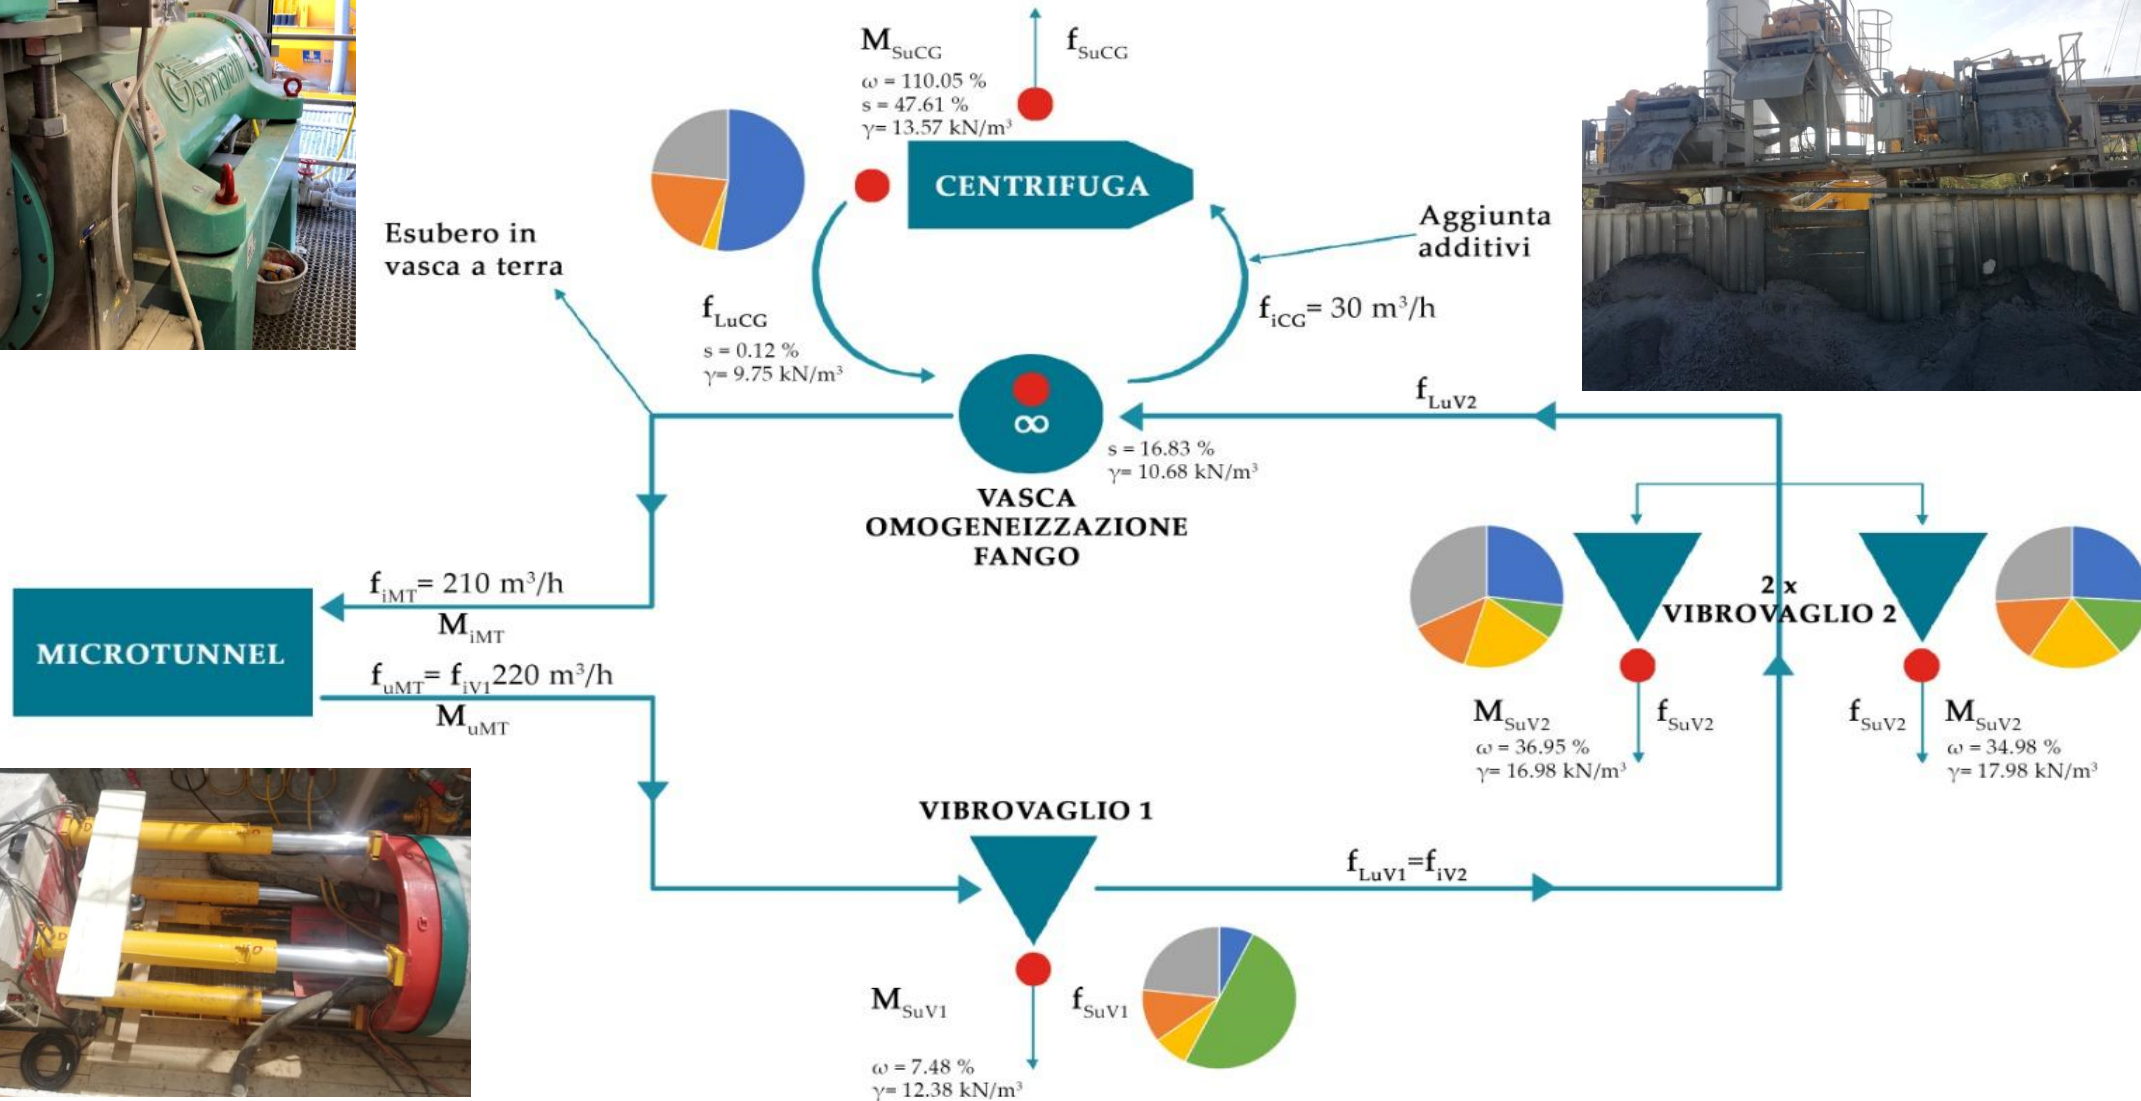 Gennaretti
M_SuCG
f_SuCG
ω = 110.05 %
s = 47.61 %
γ= 13.57 kN/m³
CENTRIFUGA
Esubero in
vasca a terra
Aggiunta
additivi
f_LuCG
s = 0.12 %
γ= 9.75 kN/m³
f_iCG= 30 m³/h
f_LuV2
∞
s = 16.83 %
γ= 10.68 kN/m³
VASCA
OMOGENEIZZAZIONE
FANGO
f_iMT= 210 m³/h
M_iMT
MICROTUNNEL
f_uMT= f_iV1 220 m³/h
M_uMT
2 x
VIBROVAGLIO 2
M_SuV2
f_SuV2
ω = 36.95 %
γ= 16.98 kN/m³
f_SuV2
M_SuV2
ω = 34.98 %
γ= 17.98 kN/m³
VIBROVAGLIO 1
f_LuV1=f_iV2
M_SuV1
f_SuV1
ω = 7.48 %
γ= 12.38 kN/m³